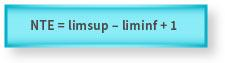 NTE = limsup – liminf + 1